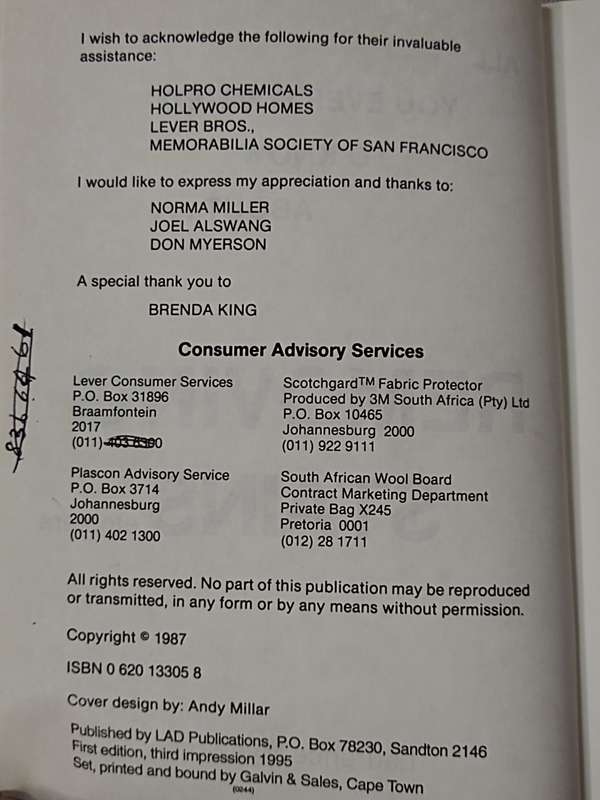 I wish to acknowledge the following for their invaluable
assistance:
HOLPRO CHEMICALS
HOLLYWOOD HOMES
LEVER BROS.,
MEMORABILIA SOCIETY OF SAN FRANCISCO
I would like to express my appreciation and thanks to:
NORMA MILLER
JOEL ALSWANG
DON MYERSON
A special thank you to
BRENDA KING
Consumer Advisory Services
Lever Consumer Services
P.O. Box 31896
Braamfontein
2017
(011)
Scotchgard™ Fabric Protector
Produced by 3M South Africa (Pty) Ltd
P.O. Box 10465
Johannesburg 2000
(011) 922 9111
Plascon Advisory Service
P.O. Box 3714
Johannesburg
2000
(011) 402 1300
South African Wool Board
Contract Marketing Department
Private Bag X245
Pretoria 0001
(012) 28 1711
All rights reserved. No part of this publication may be reproduced
or transmitted, in any form or by any means without permission.
Copyright © 1987
ISBN 0 620 13305 8
Cover design by: Andy Millar
Published by LAD Publications, P.O. Box 78230, Sandton 2146
First edition, third impression 1995
Set, printed and bound by Galvin & Sales, Cape Town
(0244)